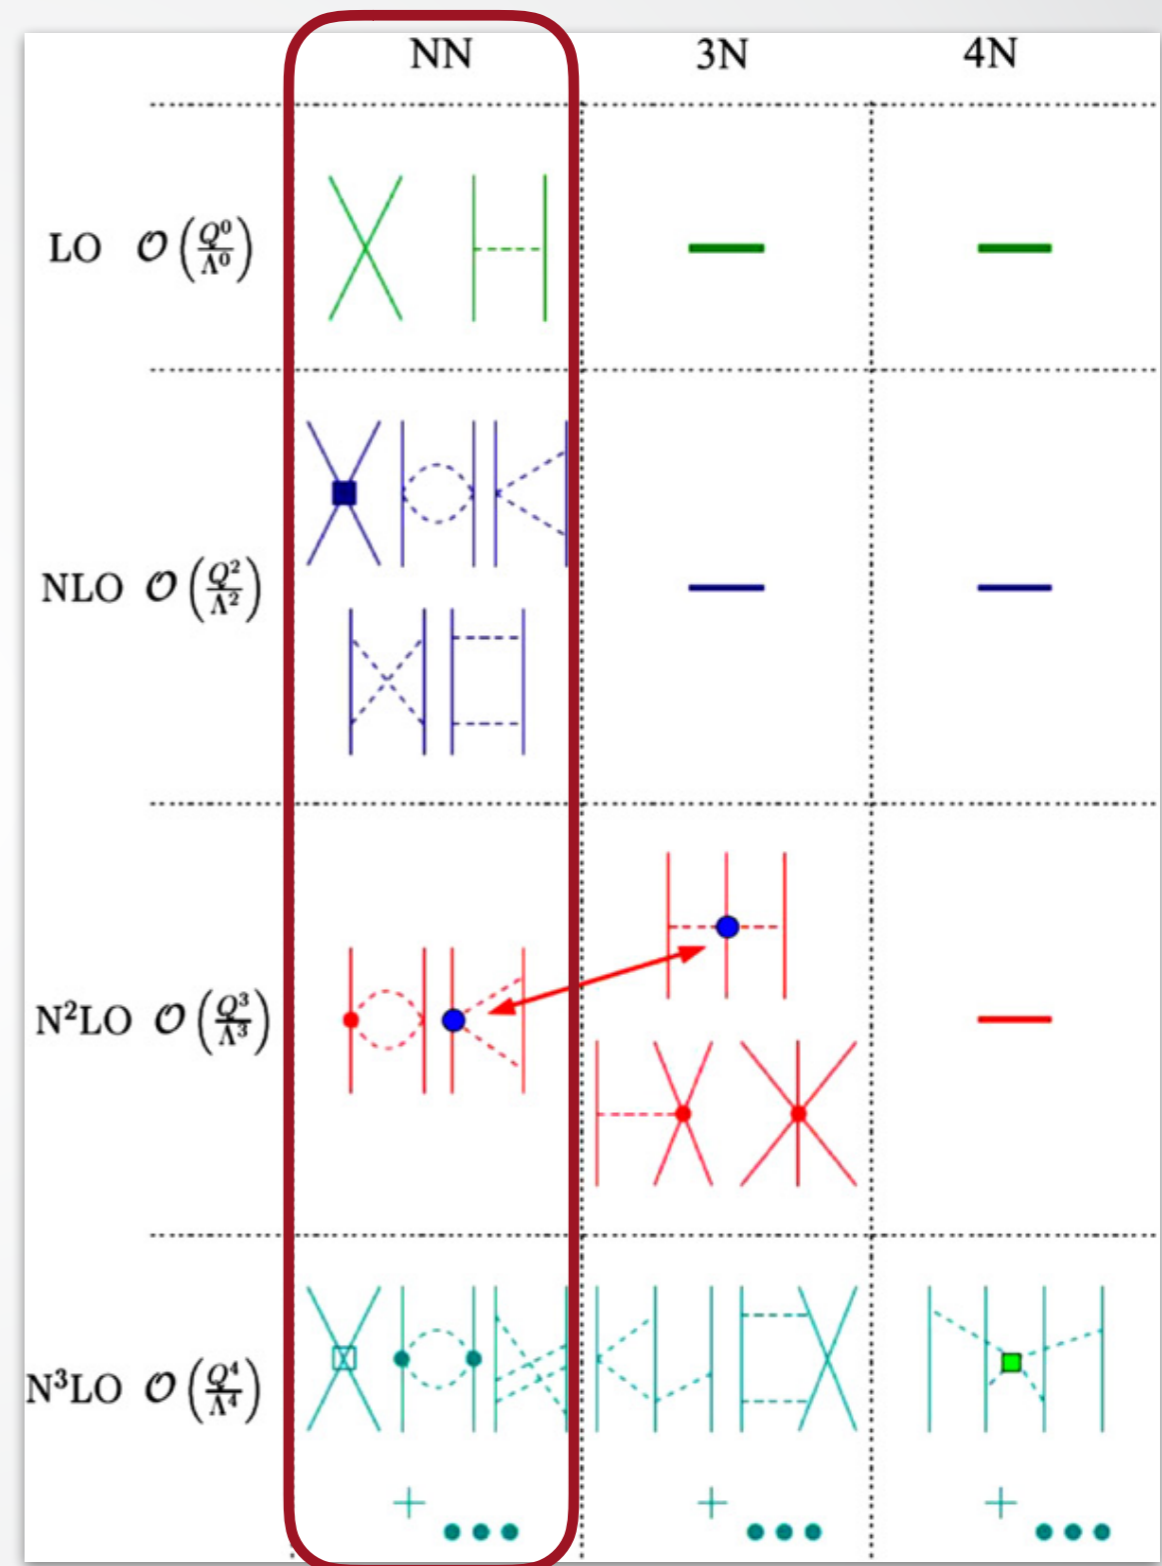 NN 3N 4N
LO 𝒪(Q⁰/Λ⁰)
NLO 𝒪(Q²/Λ²)
N²LO 𝒪(Q³/Λ³)
N³LO 𝒪(Q⁴/Λ⁴)
+ ••• + ••• + •••